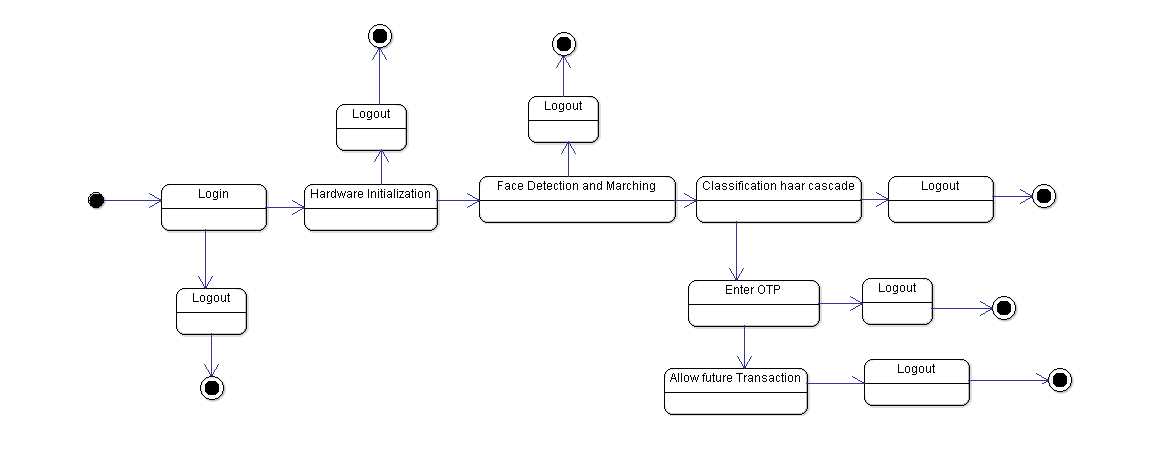 Logout
Logout
Login
Hardware Initialization
Face Detection and Marching
Classification haar cascade
Logout
Logout
Enter OTP
Logout
Allow future Transaction
Logout